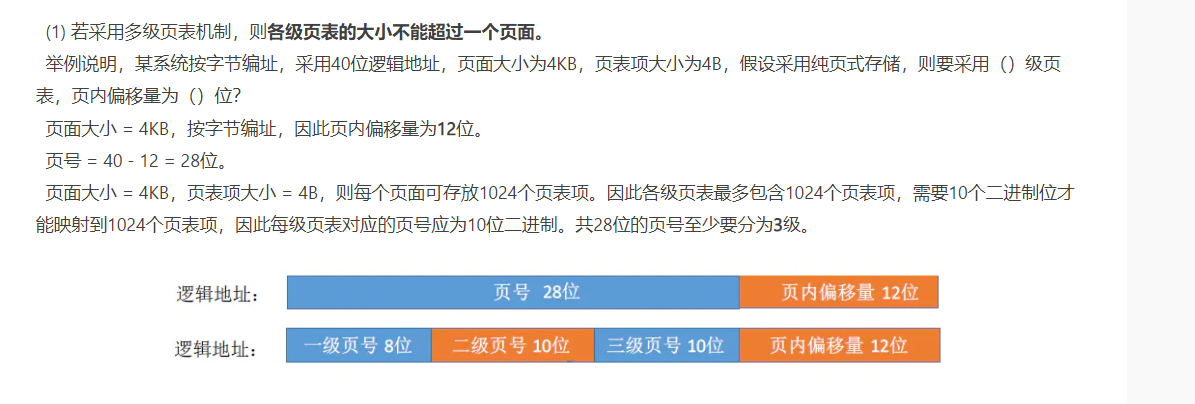 (1) 若采用多级页表机制，则各级页表的大小不能超过一个页面。
举例说明，某系统按字节编址，采用40位逻辑地址，页面大小为4KB，页表项大小为4B，假设采用纯页式存储，则要采用（）级页
表，页内偏移量为（）位？
页面大小 = 4KB，按字节编址，因此页内偏移量为12位。
页号 = 40 - 12 = 28位。
页面大小 = 4KB，页表项大小 = 4B，则每个页面可存放1024个页表项。因此各级页表最多包含1024个页表项，需要10个二进制位才
能映射到1024个页表项，因此每级页表对应的页号应为10位二进制。共28位的页号至少要分为3级。
逻辑地址： 页号 28位 页内偏移量 12位
逻辑地址： 一级页号 8位 二级页号 10位 三级页号 10位 页内偏移量 12位